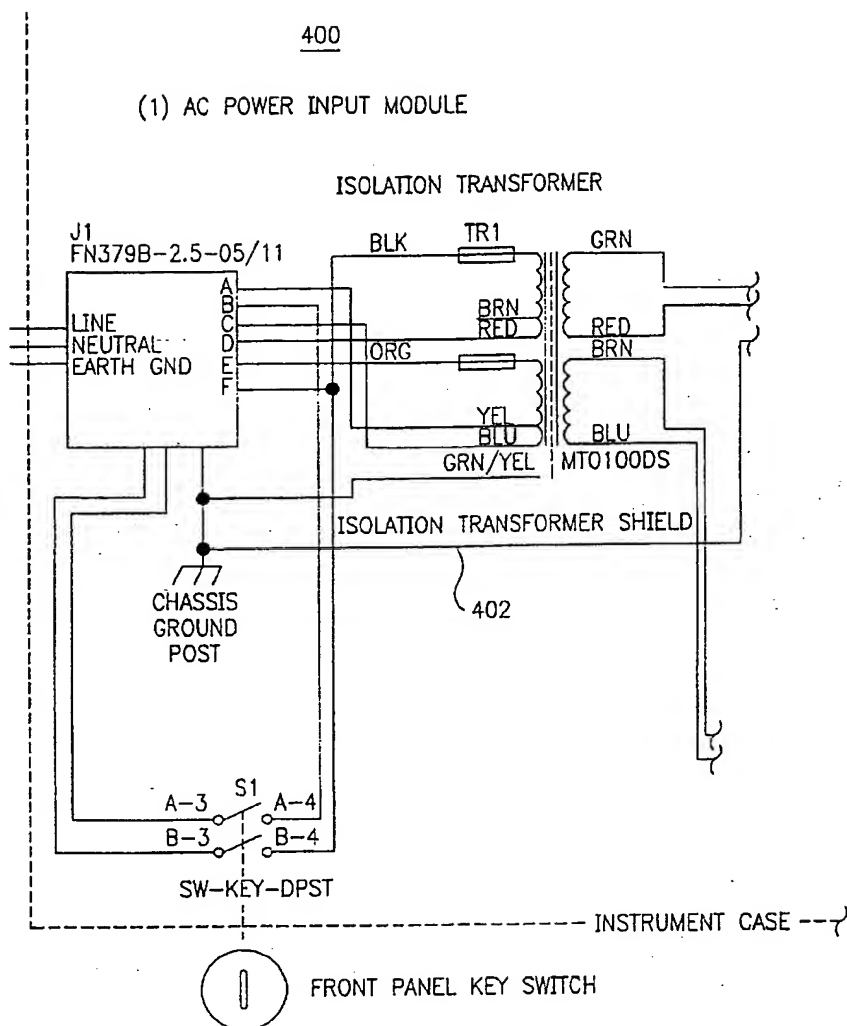 400
(1) AC POWER INPUT MODULE
ISOLATION TRANSFORMER
J1
FN379B-2.5-05/11
BLK
TR1
GRN
A
B
C
D
E
F
LINE
NEUTRAL
EARTH GND
BRN
RED
ORG
RED
BRN
YEL
BLU
BLU
GRN/YEL
MT0100DS
ISOLATION TRANSFORMER SHIELD
402
CHASSIS
GROUND
POST
S1
A-3
A-4
B-3
B-4
SW-KEY-DPST
INSTRUMENT CASE
FRONT PANEL KEY SWITCH